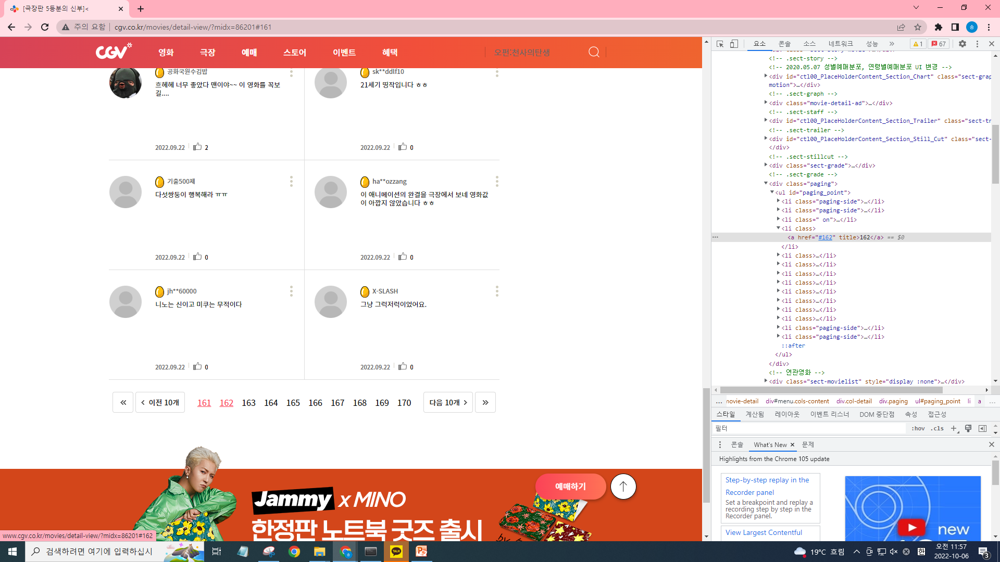 [극장판 5등분의 신부]<
주의 요함
cgv.co.kr/movies/detail-view/?midx=86201#161
CGV
영화
극장
예매
스토어
이벤트
혜택
오펀:천사의탄생
공화국원수김밥
흐헤헤 너무 좋았다 맨이야~~ 이 영화를 꼭보
길....
2022.09.22
2
sk**ddlf10
21세기 띵작입니다 ㅎㅎ
2022.09.22
0
기출500제
다섯쌍둥이 행복해라 ㅠㅠ
2022.09.22
0
ha**ozzang
이 애니메이션의 완결을 극장에서 보네 영화값
이 아깝지 않았습니다 ㅎㅎ
2022.09.22
0
jh**60000
니노는 신이고 미쿠는 무적이다
2022.09.22
0
X-SLASH
그냥 그럭저럭이었어요.
2022.09.22
0
이전 10개
161 162 163 164 165 166 167 168 169 170
다음 10개
예매하기
Jammy x MINO
한정판 노트북 굿즈 출시
www.cgv.co.kr/movies/detail-view/?midx=86201#162
요소
콘솔
소스
네트워크
성능
1
67
<!-- .sect-story -->
<!-- 2020.05.07 성별예매분포, 연령별예매분포 UI 변경 -->
<div id="ctl00_PlaceHolderContent_Section_Chart" class="sect-grap
motion">…</div>
<!-- .sect-graph -->
<div class="movie-detail-ad">…</div>
<!-- .sect-staff -->
<div id="ctl00_PlaceHolderContent_Section_Trailer" class="sect-tr
<!-- .sect-trailer -->
<div id="ctl00_PlaceHolderContent_Section_Still_Cut" class="sect-
</div>
<!-- .sect-stillcut -->
<div class="sect-grade">…</div>
<!-- .sect-grade -->
<div class="paging">
<ul id="paging_point">
<li class="paging-side">…</li>
<li class="paging-side">…</li>
<li class=" on">…</li>
<li class>
<a href="#162" title>162</a> == $0
</li>
<li class>…</li>
<li class>…</li>
<li class>…</li>
<li class>…</li>
<li class>…</li>
<li class>…</li>
<li class>…</li>
<li class>…</li>
<li class="paging-side">…</li>
<li class="paging-side">…</li>
::after
</ul>
</div>
<!-- 연관영화 -->
<div class="sect-movielist" style="display :none">…</div>
… movie-detail div#menu.cols-content div.col-detail div.paging ul#paging_point li a …
스타일
계산됨
레이아웃
이벤트 리스너
DOM 중단점
속성
접근성
필터
:hov .cls
콘솔
What's New
문제
Highlights from the Chrome 105 update
Step-by-step replay in the
Recorder panel
Set a breakpoint and replay a
recording step by step in the
Recorder panel.
View Largest Contentful
new
검색하려면 여기에 입력하십시
TALK
19°C 흐림
한
오전 11:57
2022-10-06
3